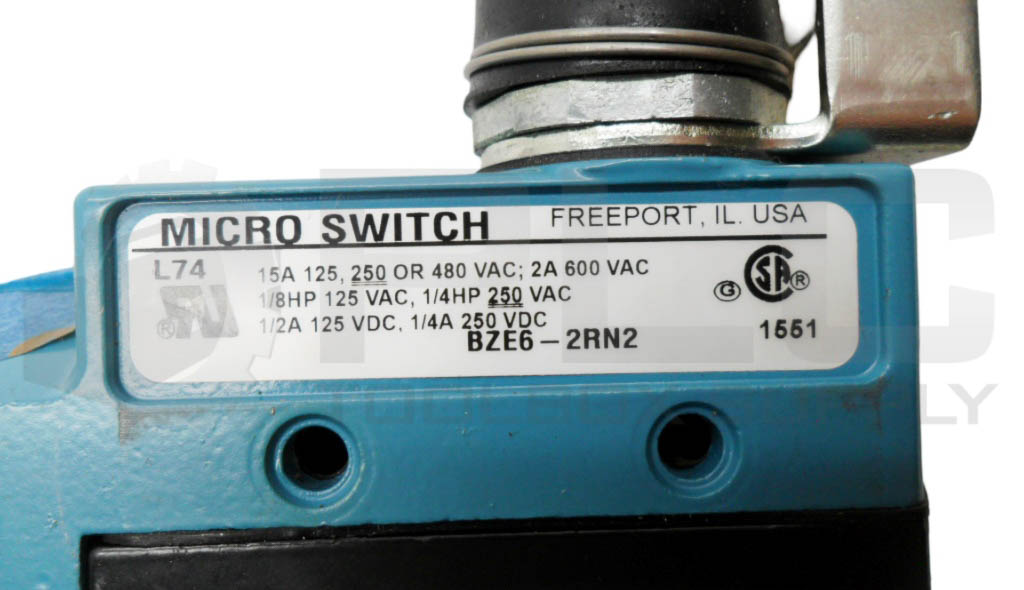 MICRO SWITCH FREEPORT, IL. USA
L74 15A 125, 250 OR 480 VAC; 2A 600 VAC
1/8HP 125 VAC, 1/4HP 250 VAC
1/2A 125 VDC, 1/4A 250 VDC
BZE6-2RN2 1551